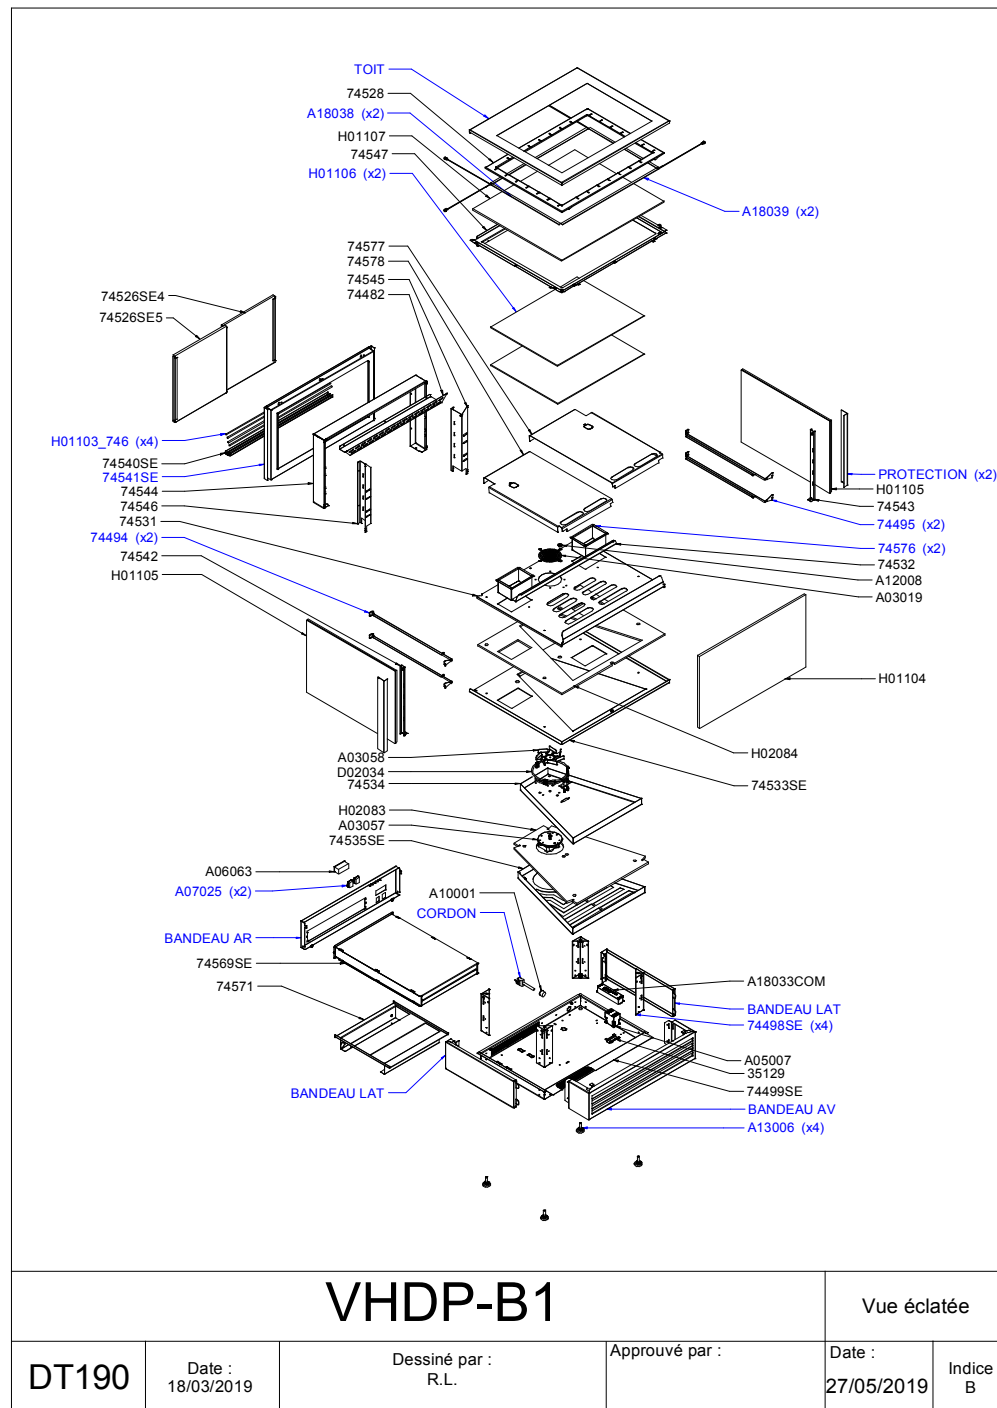 TOIT
74528
A18038 (x2)
H01107
74547
H01106 (x2)
A18039 (x2)
74577
74578
74545
74482
74526SE4
74526SE5
H01103_746 (x4)
74540SE
74541SE
74544
74546
74531
74494 (x2)
74542
H01105
PROTECTION (x2)
H01105
74543
74495 (x2)
74576 (x2)
74532
A12008
A03019
H01104
H02084
74533SE
A03058
D02034
74534
H02083
A03057
74535SE
A06063
A07025 (x2)
A10001
CORDON
BANDEAU AR
74569SE
74571
A18033COM
BANDEAU LAT
74498SE (x4)
A05007
35129
74499SE
BANDEAU LAT
BANDEAU AV
A13006 (x4)
VHDP-B1
Vue éclatée
DT190
Date :
18/03/2019
Dessiné par :
R.L.
Approuvé par :
Date :
27/05/2019
Indice
B